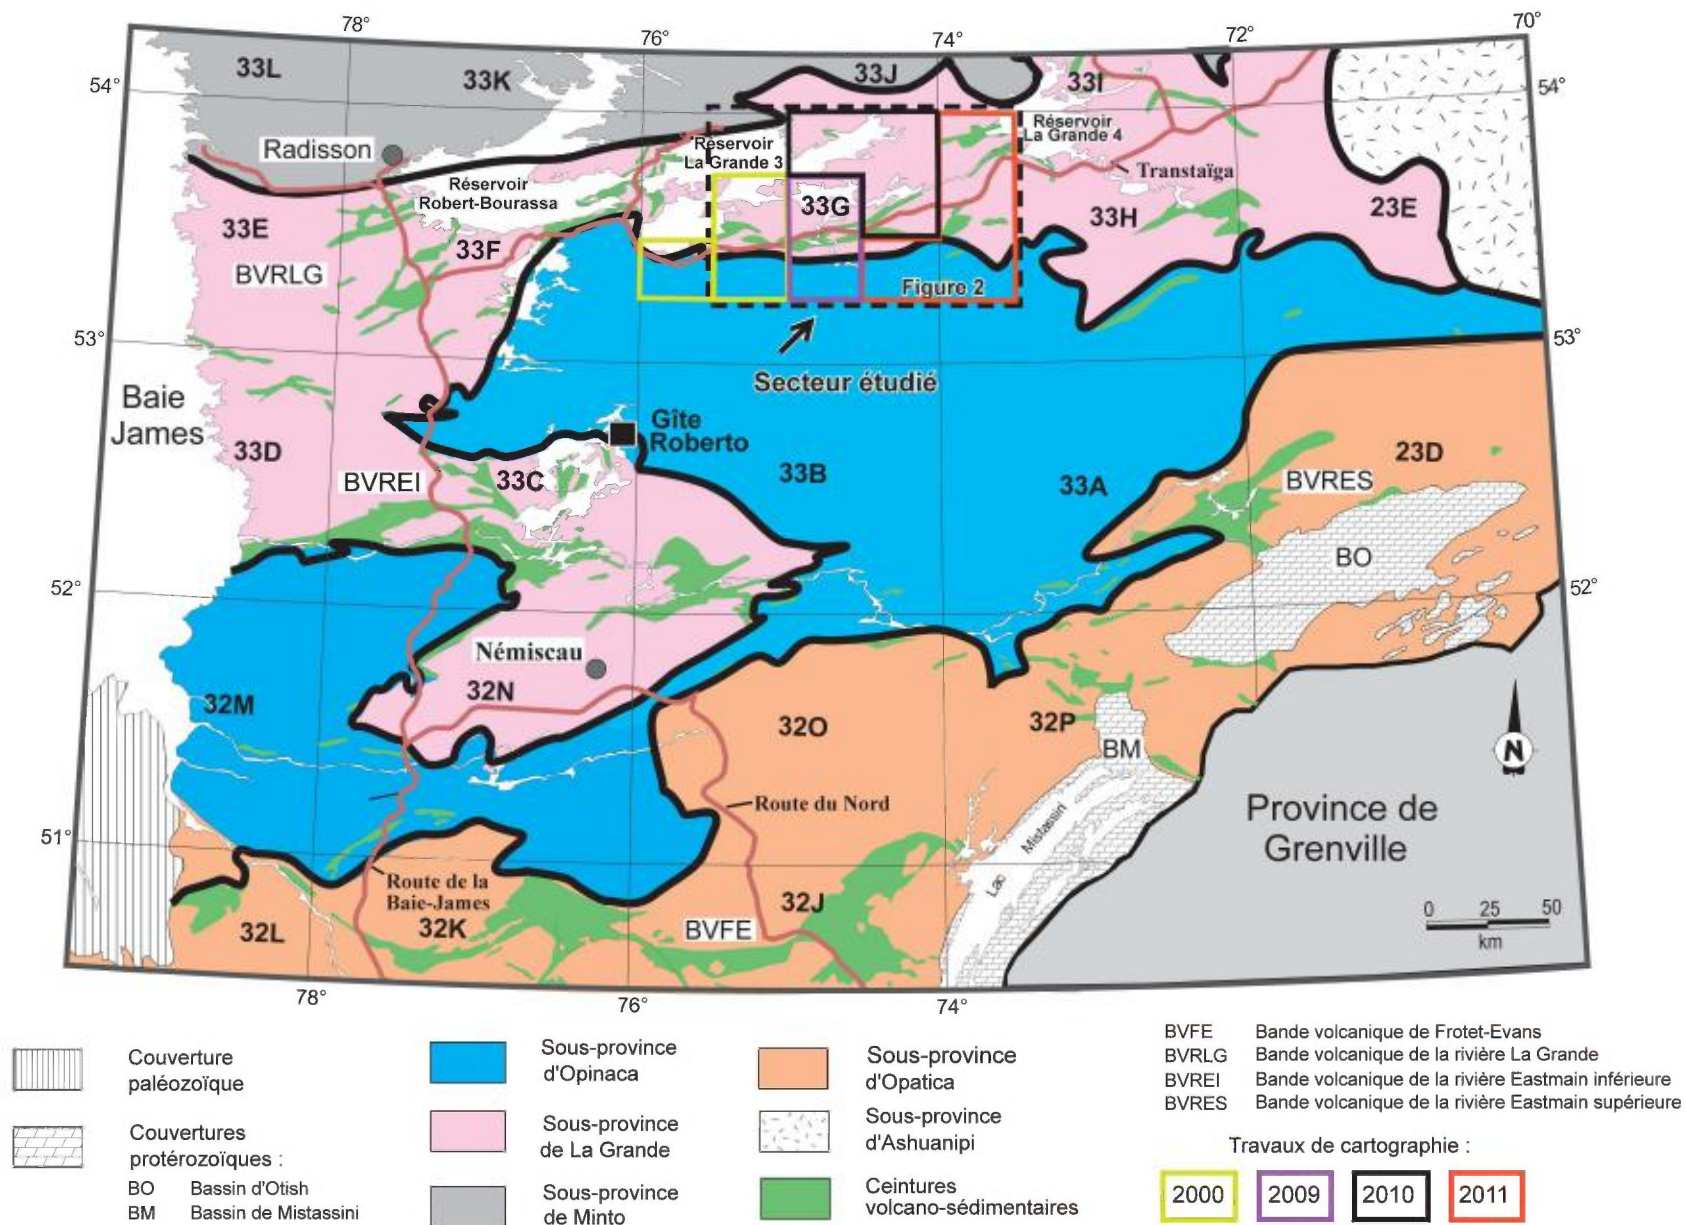 78°
76°
74°
72°
70°
33L
33K
33J
33I
54°
54°
Radisson
Réservoir
La Grande 3
Réservoir
La Grande 4
Transtaïga
Réservoir
Robert-Bourassa
33E
33F
33G
33H
23E
BVRLG
Figure 2
53°
53°
Secteur étudié
Baie
James
Gîte
Roberto
33D
BVREI
33C
33B
33A
BVRES
23D
BO
52°
52°
Némiscau
32M
32N
32O
32P
BM
N
Route du Nord
Lac Mistassini
Province de
Grenville
51°
Route de la
Baie-James
32L
32K
BVFE
32J
0 25 50
km
78°
76°
74°
Couverture
paléozoïque
Couvertures
protérozoïques :
BO Bassin d'Otish
BM Bassin de Mistassini
Sous-province
d'Opinaca
Sous-province
de La Grande
Sous-province
de Minto
Sous-province
d'Opatica
Sous-province
d'Ashuanipi
Ceintures
volcano-sédimentaires
BVFE Bande volcanique de Frotet-Evans
BVRLG Bande volcanique de la rivière La Grande
BVREI Bande volcanique de la rivière Eastmain inférieure
BVRES Bande volcanique de la rivière Eastmain supérieure
Travaux de cartographie :
2000 2009 2010 2011